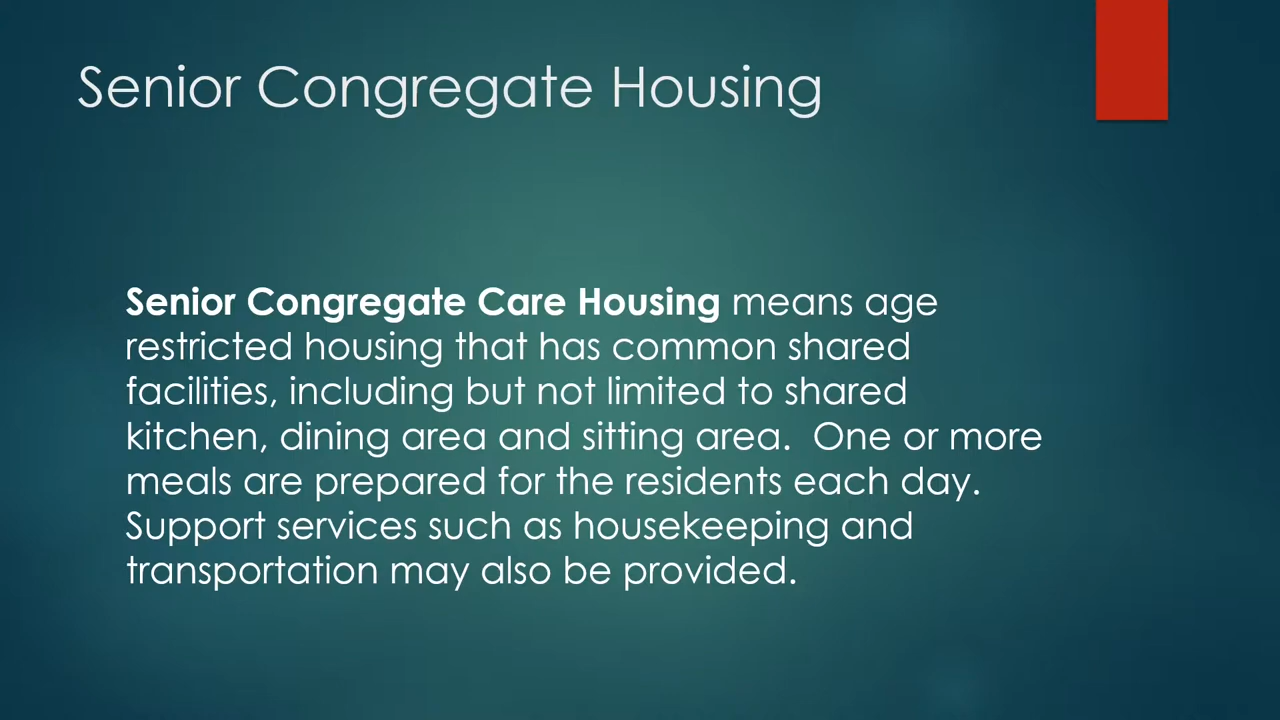 Senior Congregate Housing
Senior Congregate Care Housing means age
restricted housing that has common shared
facilities, including but not limited to shared
kitchen, dining area and sitting area.  One or more
meals are prepared for the residents each day.
Support services such as housekeeping and
transportation may also be provided.